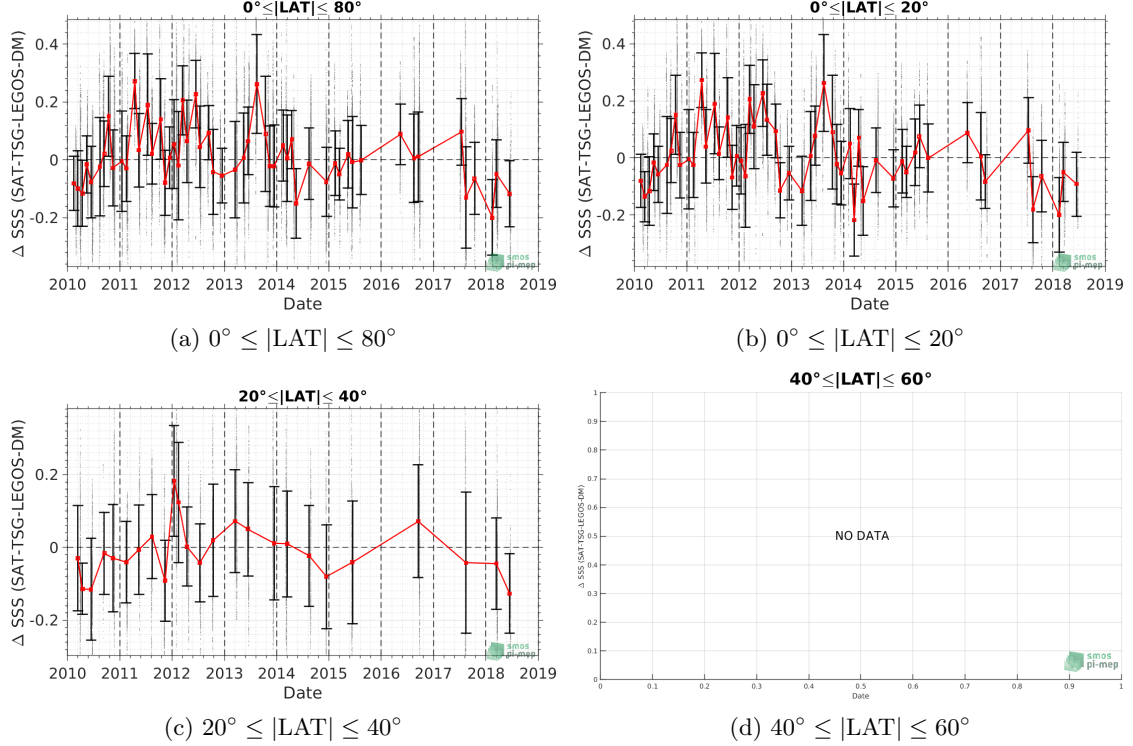 0°≤|LAT|≤ 80°
Δ SSS (SAT-TSG-LEGOS-DM)
0.4
0.2
0
-0.2
2010 2011 2012 2013 2014 2015 2016 2017 2018 2019
Date
smos
pi-mep
(a) 0° ≤ |LAT| ≤ 80°
0°≤|LAT|≤ 20°
Δ SSS (SAT-TSG-LEGOS-DM)
0.4
0.2
0
-0.2
2010 2011 2012 2013 2014 2015 2016 2017 2018 2019
Date
smos
pi-mep
(b) 0° ≤ |LAT| ≤ 20°
20°≤|LAT|≤ 40°
Δ SSS (SAT-TSG-LEGOS-DM)
0.2
0
-0.2
2010 2011 2012 2013 2014 2015 2016 2017 2018 2019
Date
smos
pi-mep
(c) 20° ≤ |LAT| ≤ 40°
40°≤|LAT|≤ 60°
Δ SSS (SAT-TSG-LEGOS-DM)
1
0.9
0.8
0.7
0.6
0.5
0.4
0.3
0.2
0.1
0
NO DATA
0 0.1 0.2 0.3 0.4 0.5 0.6 0.7 0.8 0.9 1
Date
smos
pi-mep
(d) 40° ≤ |LAT| ≤ 60°